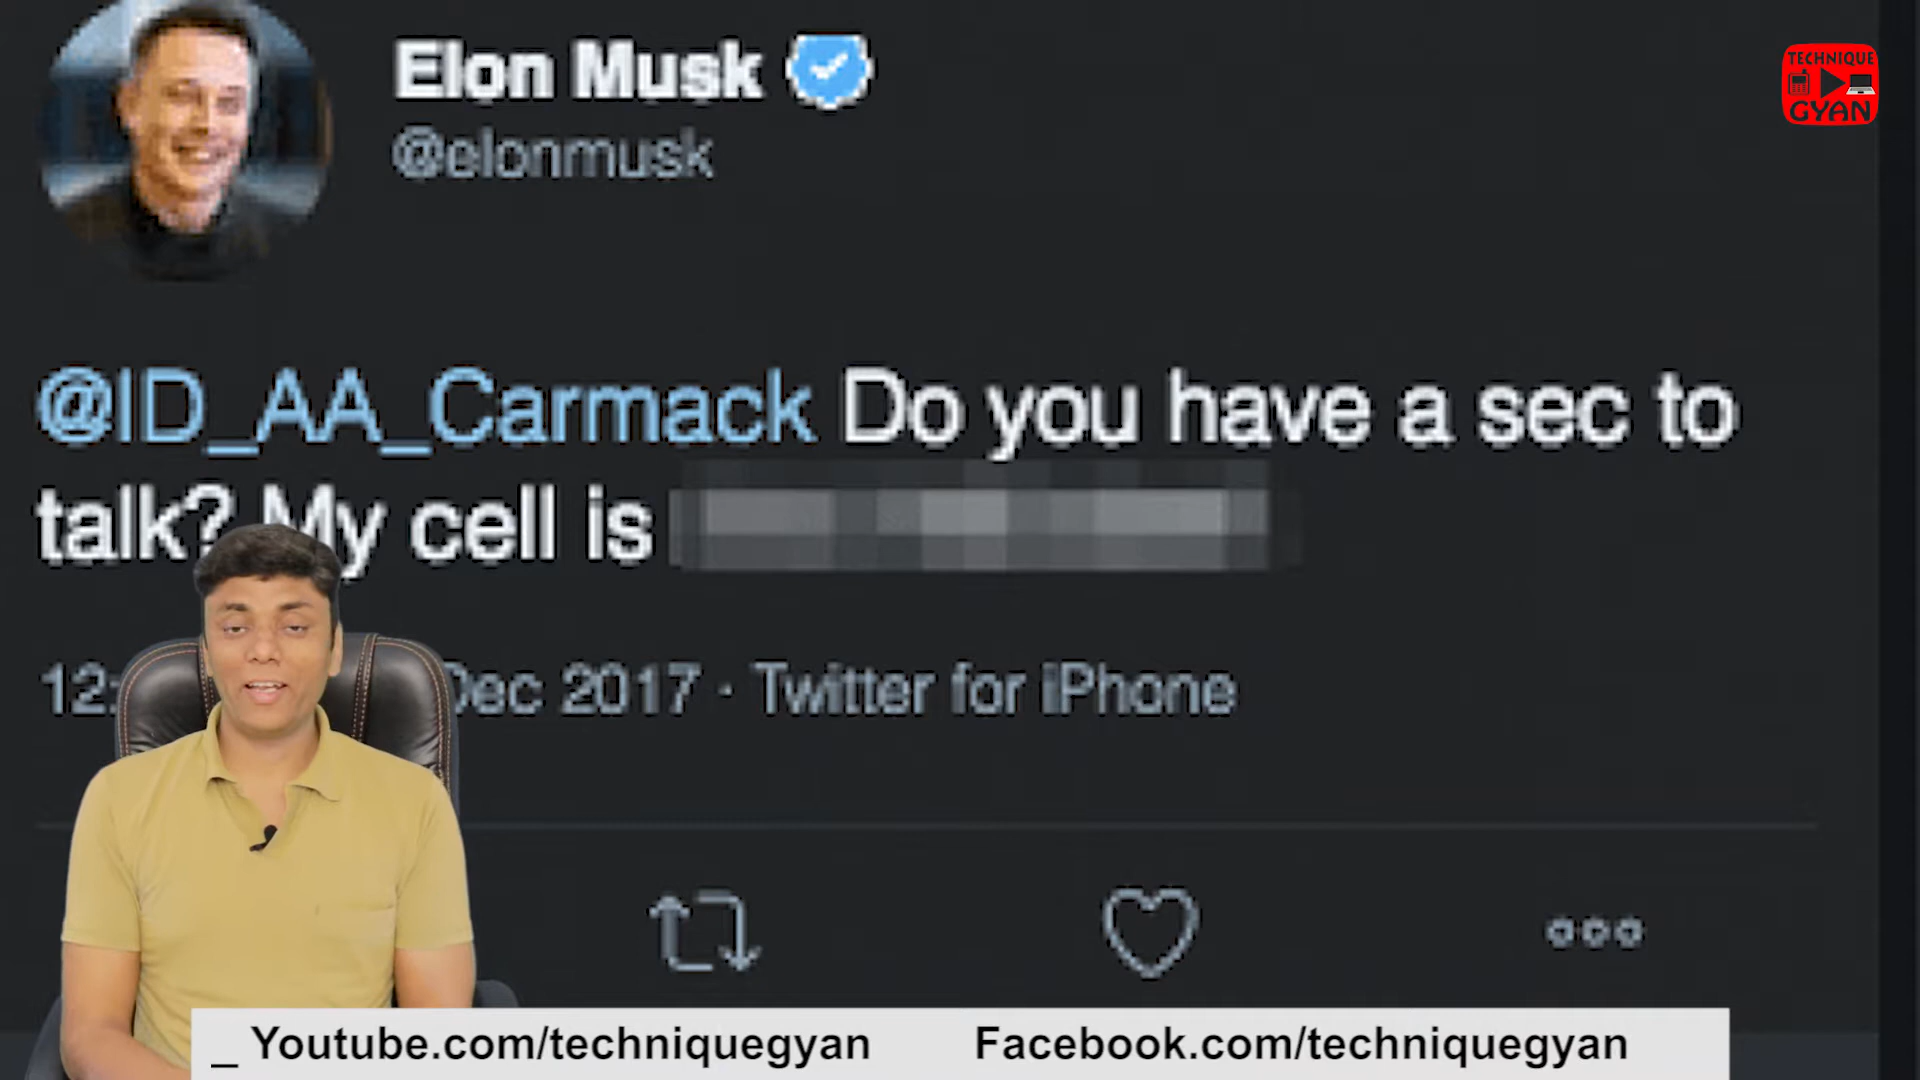 Elon Musk
@elonmusk
TECHNIQUE
GYAN
@ID_AA_Carmack Do you have a sec to
talk? My cell is
12: Dec 2017 · Twitter for iPhone
_ Youtube.com/techniquegyan Facebook.com/techniquegyan